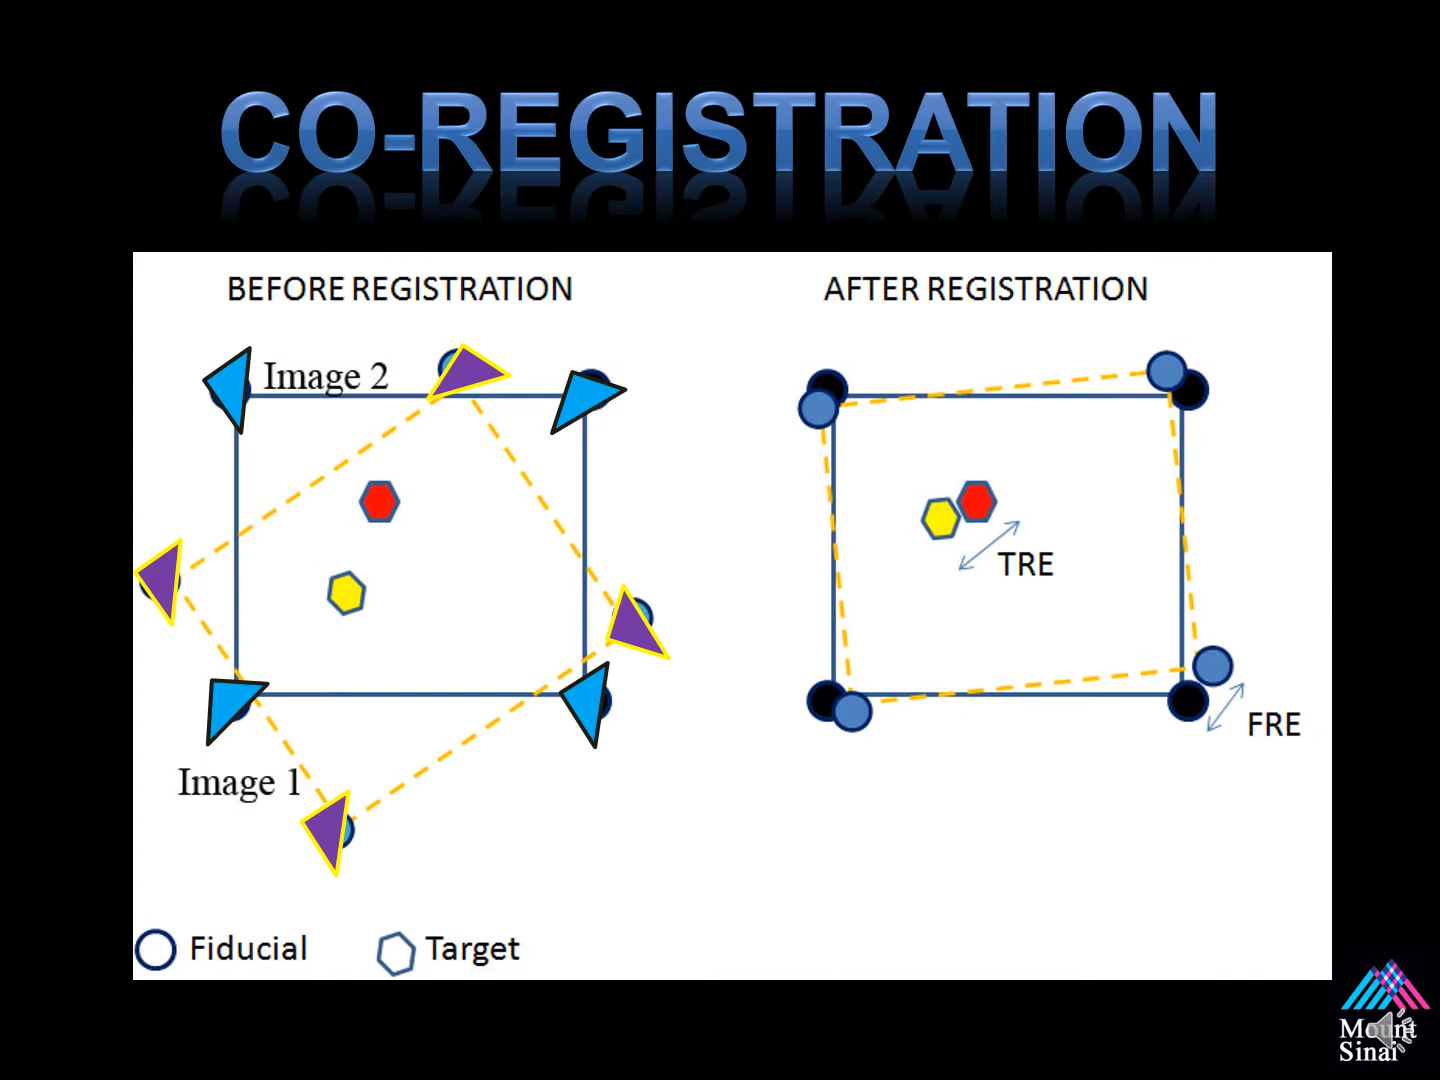 CO-REGISTRATION
BEFORE REGISTRATION
AFTER REGISTRATION
Image 2
TRE
FRE
Image 1
Fiducial
Target
Mount
Sinai